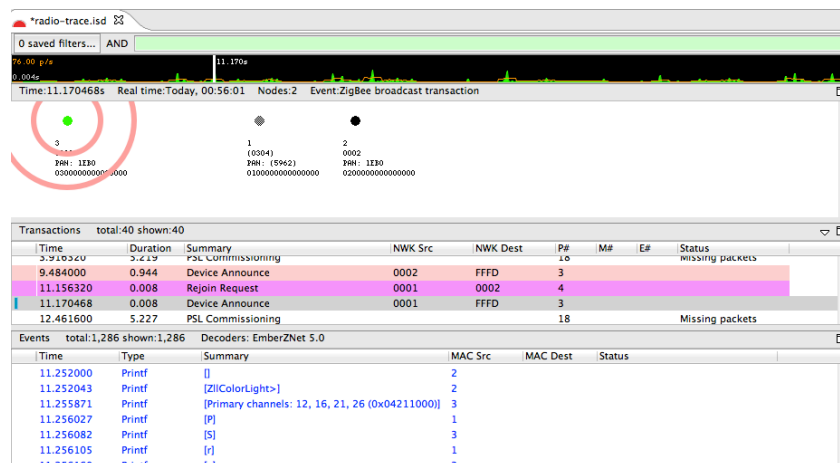 *radio-trace.isd
0 saved filters... AND
76.00 p/s
11.170s
0.004s
Time:11.170468s Real time:Today, 00:56:01 Nodes:2 Event:ZigBee broadcast transaction
3 1 2
(0304) 0002
PAN: 1EB0 PAN: (5962) PAN: 1EB0
0300000000000000 0100000000000000 0200000000000000
Transactions total:40 shown:40
Time Duration Summary NWK Src NWK Dest P# M# E# Status
3.916320 5.219 PSL Commissioning 18 Missing packets
9.484000 0.944 Device Announce 0002 FFFD 3
11.156320 0.008 Rejoin Request 0001 0002 4
11.170468 0.008 Device Announce 0001 FFFD 3
12.461600 5.227 PSL Commissioning 18 Missing packets
Events total:1,286 shown:1,286 Decoders: EmberZNet 5.0
Time Type Summary MAC Src MAC Dest Status
11.252000 Printf [] 2
11.252043 Printf [ZllColorLight>] 2
11.255871 Printf [Primary channels: 12, 16, 21, 26 (0x04211000)] 3
11.256027 Printf [P] 1
11.256082 Printf [S] 3
11.256105 Printf [r] 1